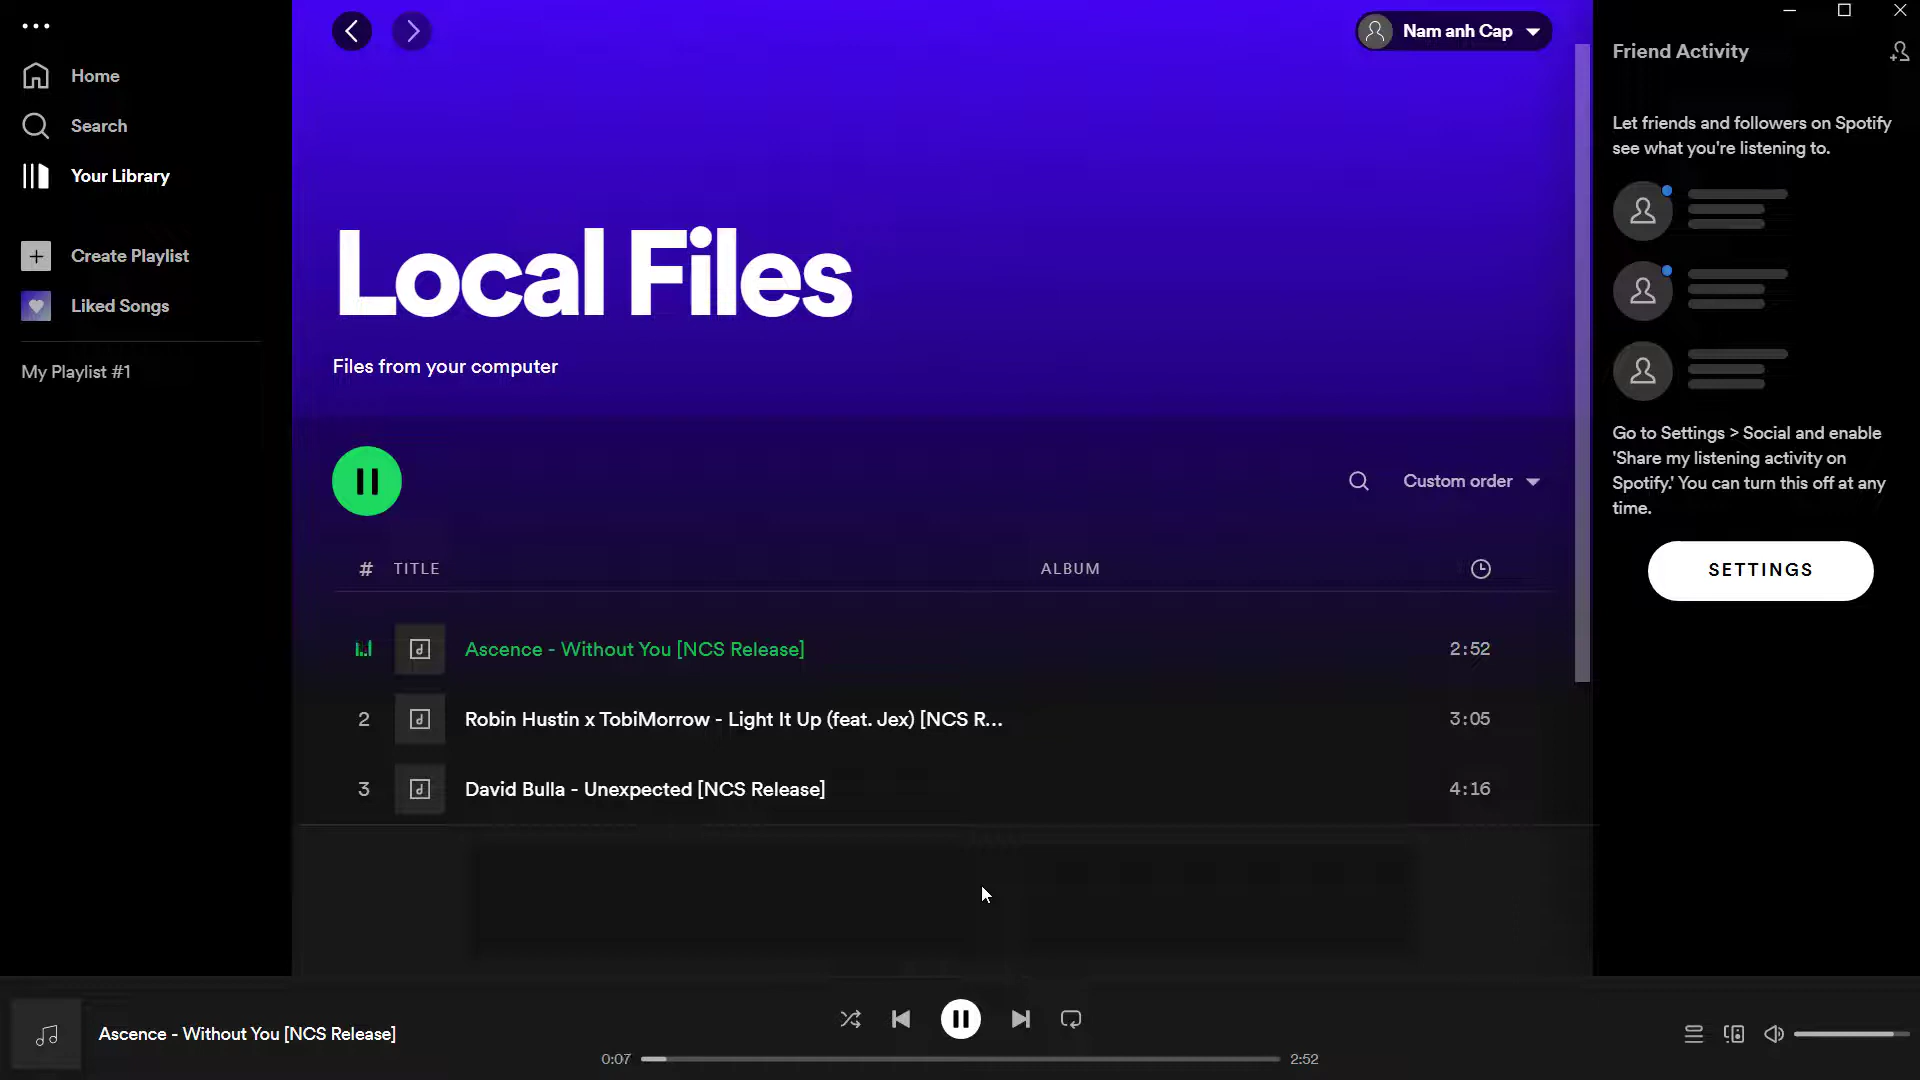 Home
Search
Your Library
Create Playlist
Liked Songs
My Playlist #1
Nam anh Cap
Local Files
Files from your computer
Custom order
# TITLE ALBUM
Ascence - Without You [NCS Release] 2:52
2 Robin Hustin x TobiMorrow - Light It Up (feat. Jex) [NCS R... 3:05
3 David Bulla - Unexpected [NCS Release] 4:16
Friend Activity
Let friends and followers on Spotify
see what you're listening to.
Go to Settings > Social and enable
'Share my listening activity on
Spotify.' You can turn this off at any
time.
SETTINGS
Ascence - Without You [NCS Release]
0:07 2:52